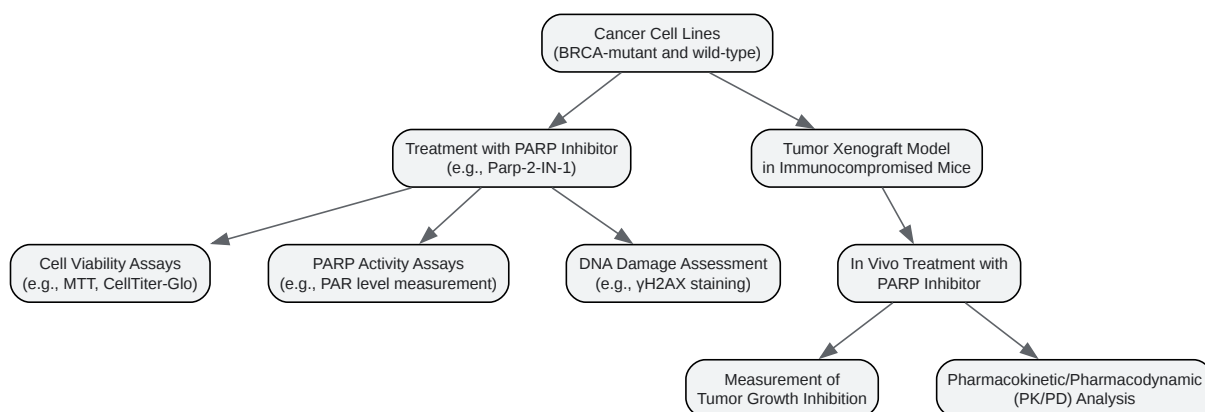 Cancer Cell Lines
(BRCA-mutant and wild-type)
Treatment with PARP Inhibitor
(e.g., Parp-2-IN-1)
Tumor Xenograft Model
in Immunocompromised Mice
Cell Viability Assays
(e.g., MTT, CellTiter-Glo)
PARP Activity Assays
(e.g., PAR level measurement)
DNA Damage Assessment
(e.g., γH2AX staining)
In Vivo Treatment with
PARP Inhibitor
Measurement of
Tumor Growth Inhibition
Pharmacokinetic/Pharmacodynamic
(PK/PD) Analysis